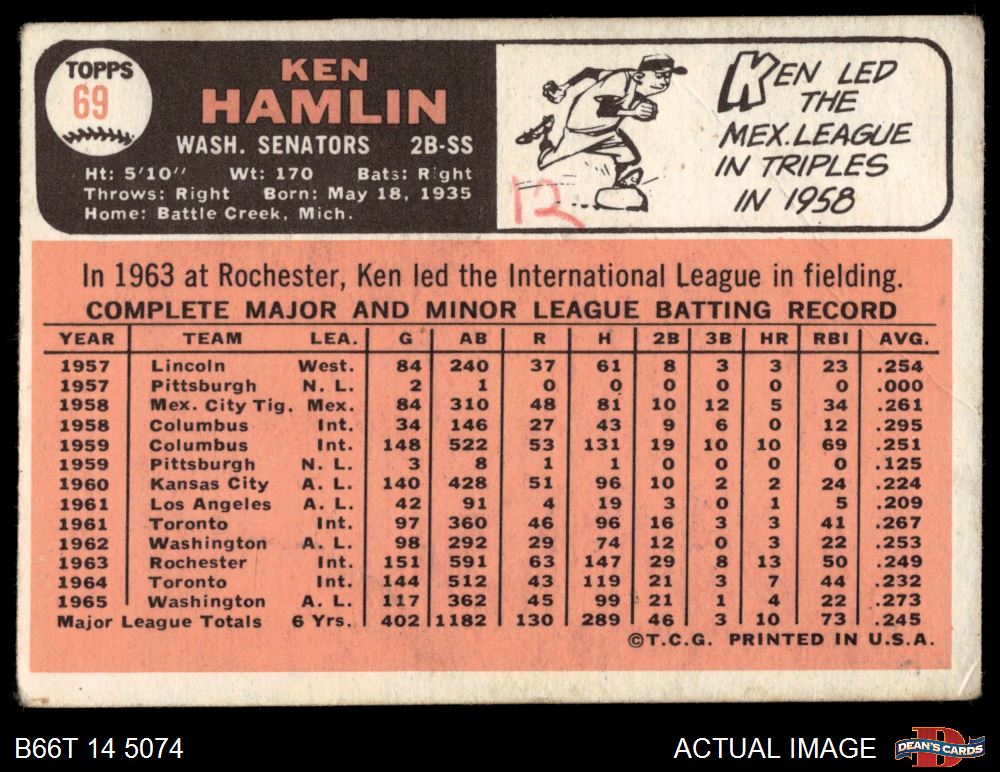 TOPPS
69
KEN
HAMLIN
WASH. SENATORS 2B-SS
Ht: 5'10" Wt: 170 Bats: Right
Throws: Right Born: May 18, 1935
Home: Battle Creek, Mich.
KEN LED
THE
MEX. LEAGUE
IN TRIPLES
IN 1958
12
In 1963 at Rochester, Ken led the International League in fielding.
COMPLETE MAJOR AND MINOR LEAGUE BATTING RECORD
YEAR TEAM LEA. G AB R H 2B 3B HR RBI AVG.
1957 Lincoln West. 84 240 37 61 8 3 3 23 .254
1957 Pittsburgh N. L. 2 1 0 0 0 0 0 0 .000
1958 Mex. City Tig. Mex. 84 310 48 81 10 12 5 34 .261
1958 Columbus Int. 34 146 27 43 9 6 0 12 .295
1959 Columbus Int. 148 522 53 131 19 10 10 69 .251
1959 Pittsburgh N. L. 3 8 1 1 0 0 0 0 .125
1960 Kansas City A. L. 140 428 51 96 10 2 2 24 .224
1961 Los Angeles A. L. 42 91 4 19 3 0 1 5 .209
1961 Toronto Int. 97 360 46 96 16 3 3 41 .267
1962 Washington A. L. 98 292 29 74 12 0 3 22 .253
1963 Rochester Int. 151 591 63 147 29 8 13 50 .249
1964 Toronto Int. 144 512 43 119 21 3 7 44 .232
1965 Washington A. L. 117 362 45 99 21 1 4 22 .273
Major League Totals 6 Yrs. 402 1182 130 289 46 3 10 73 .245
©T.C.G. PRINTED IN U.S.A.
B66T 14 5074
ACTUAL IMAGE
D
DEAN'S CARDS